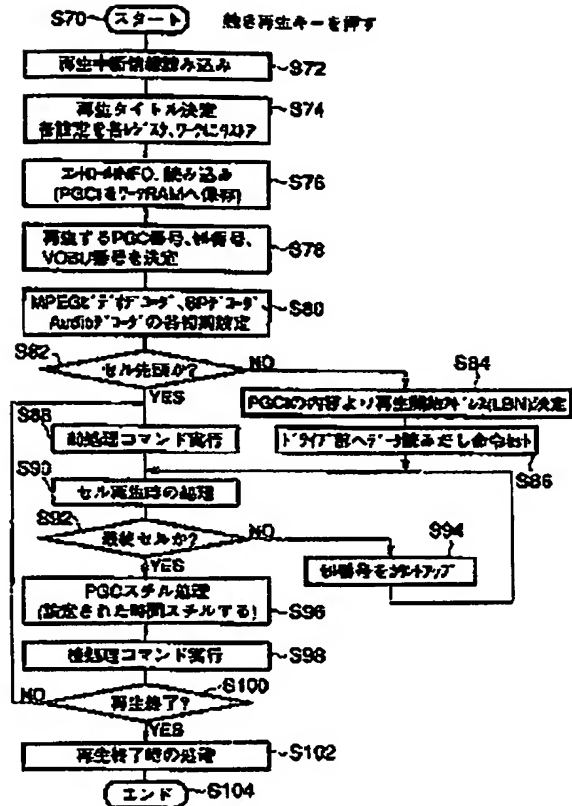 S70 スタート 続き再生キーを押す
再生中断情報読み込み S72
再生タイトル決定 S74
各設定を各レジスタ、ワークにリストア
INFO. 読み込み S76
(PGCIをワークRAMへ保存)
再生するPGC番号、セル番号、 S78
VOBU番号を決定
MPEGビデオデコーダ、SPデコーダ S80
Audioデコーダの各初期設定
S82 セル先頭か? NO S84
YES PGCIの内容より再生開始アドレス(LBN)決定
S88 前処理コマンド実行 ドライブ部へデータ読みだし命令セット
S86
S90 セル再生時の処理
S92 最終セルか? NO S94
YES セル番号をカウントアップ
PGCスチル処理 S96
(設定された時間スチルする)
後処理コマンド実行 S98
NO 再生終了? S100
YES
再生終了時の処理 S102
エンド S104